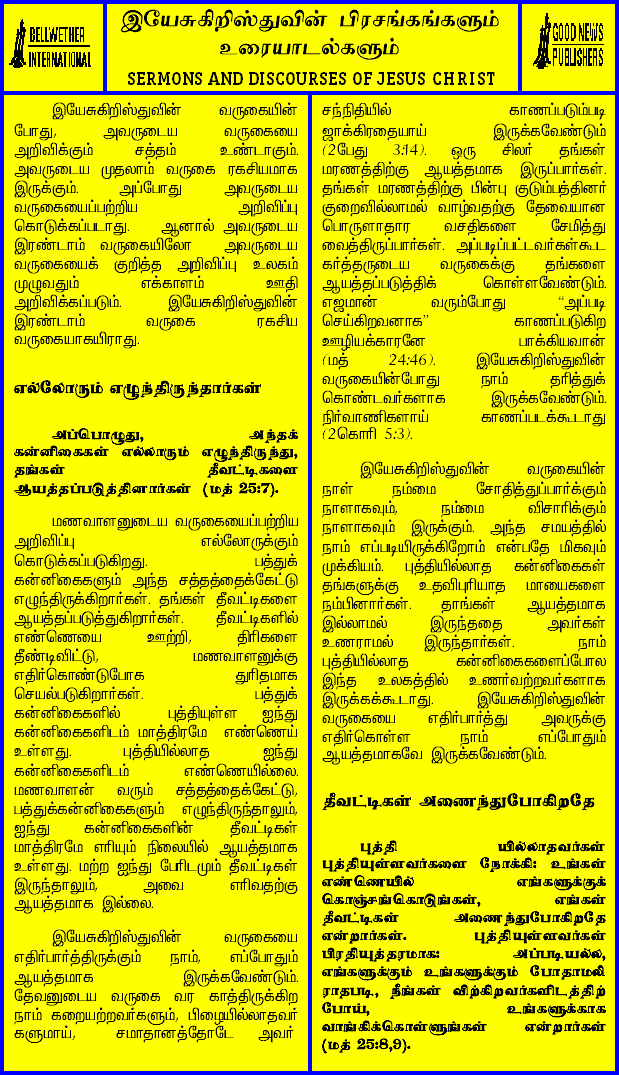 BELLWETHER
INTERNATIONAL
இயேசுகிறிஸ்துவின் பிரசங்கங்களும்
உரையாடல்களும்
SERMONS AND DISCOURSES OF JESUS CHRIST
GOOD NEWS
PUBLISHERS
இயேசுகிறிஸ்துவின் வருகையின்
போது, அவருடைய வருகையை
அறிவிக்கும் சத்தம் உண்டாகும்.
அவருடைய முதலாம் வருகை ரகசியமாக
இருக்கும். அப்போது அவருடைய
வருகையைப்பற்றிய அறிவிப்பு
கொடுக்கப்படாது. ஆனால் அவருடைய
இரண்டாம் வருகையிலோ அவருடைய
வருகையைக் குறித்த அறிவிப்பு உலகம்
முழுவதும் எக்காளம் ஊதி
அறிவிக்கப்படும். இயேசுகிறிஸ்துவின்
இரண்டாம் வருகை ரகசிய
வருகையாகயிராது.
எல்லோரும் எழுந்திருந்தார்கள்
அப்பொழுது, அந்தக்
கன்னிகைகள் எல்லாரும் எழுந்திருந்து,
தங்கள் தீவட்டிகளை
ஆயத்தப்படுத்தினார்கள் (மத் 25:7).
மணவாளனுடைய வருகையைப்பற்றிய
அறிவிப்பு எல்லோருக்கும்
கொடுக்கப்படுகிறது. பத்துக்
கன்னிகைகளும் அந்த சத்தத்தைக்கேட்டு
எழுந்திருக்கிறார்கள். தங்கள் தீவட்டிகளை
ஆயத்தப்படுத்துகிறார்கள். தீவட்டிகளில்
எண்ணெயை ஊற்றி, திரிகளை
தீண்டிவிட்டு, மணவாளனுக்கு
எதிர்கொண்டுபோக துரிதமாக
செயல்படுகிறார்கள். பத்துக்
கன்னிகைகளில் புத்தியுள்ள ஐந்து
கன்னிகைகளிடம் மாத்திரமே எண்ணெய்
உள்ளது. புத்தியில்லாத ஐந்து
கன்னிகைகளிடம் எண்ணெயில்லை.
மணவாளன் வரும் சத்தத்தைக்கேட்டு,
பத்துக்கன்னிகைகளும் எழுந்திருந்தாலும்,
ஐந்து கன்னிகைகளின் தீவட்டிகள்
மாத்திரமே எரியும் நிலையில் ஆயத்தமாக
உள்ளது. மற்ற ஐந்து பேரிடமும் தீவட்டிகள்
இருந்தாலும், அவை எரிவதற்கு
ஆயத்தமாக இல்லை.
இயேசுகிறிஸ்துவின் வருகையை
எதிர்பார்த்திருக்கும் நாம், எப்போதும்
ஆயத்தமாக இருக்கவேண்டும்.
தேவனுடைய வருகை வர காத்திருக்கிற
நாம் கறையற்றவர்களும், பிழையில்லாதவர்
களுமாய், சமாதானத்தோடே அவர்
சந்நிதியில் காணப்படும்படி
ஜாக்கிரதையாய் இருக்கவேண்டும்
(2பேது 3:14). ஒரு சிலர் தங்கள்
மரணத்திற்கு ஆயத்தமாக இருப்பார்கள்.
தங்கள் மரணத்திற்கு பின்பு குடும்பத்தினர்
குறைவில்லாமல் வாழ்வதற்கு தேவையான
பொருளாதார வசதிகளை சேமித்து
வைத்திருப்பார்கள். அப்படிப்பட்டவர்கள்கூட
கர்த்தருடைய வருகைக்கு தங்களை
ஆயத்தப்படுத்திக் கொள்ளவேண்டும்.
எஜமான் வரும்போது “அப்படி
செய்கிறவனாக” காணப்படுகிற
ஊழியக்காரனே பாக்கியவான்
(மத் 24:46). இயேசுகிறிஸ்துவின்
வருகையின்போது நாம் தரித்துக்
கொண்டவர்களாக இருக்கவேண்டும்.
நிர்வாணிகளாய் காணப்படக்கூடாது
(2கொரி 5:3).
இயேசுகிறிஸ்துவின் வருகையின்
நாள் நம்மை சோதித்துப்பார்க்கும்
நாளாகவும், நம்மை விசாரிக்கும்
நாளாகவும் இருக்கும். அந்த சமயத்தில்
நாம் எப்படியிருக்கிறோம் என்பதே மிகவும்
முக்கியம். புத்தியில்லாத கன்னிகைகள்
தங்களுக்கு உதவிபுரியாத மாயைகளை
நம்பினார்கள். தாங்கள் ஆயத்தமாக
இல்லாமல் இருந்ததை அவர்கள்
உணராமல் இருந்தார்கள். நாம்
புத்தியில்லாத கன்னிகைகளைப்போல
இந்த உலகத்தில் உணர்வற்றவர்களாக
இருக்கக்கூடாது. இயேசுகிறிஸ்துவின்
வருகையை எதிர்பார்த்து அவருக்கு
எதிர்கொள்ள நாம் எப்போதும்
ஆயத்தமாகவே இருக்கவேண்டும்.
தீவட்டிகள் அணைந்துபோகிறதே
புத்தி யில்லாதவர்கள்
புத்தியுள்ளவர்களை நோக்கி: உங்கள்
எண்ணெயில் எங்களுக்குக்
கொஞ்சங்கொடுங்கள், எங்கள்
தீவட்டிகள் அணைந்துபோகிறதே
என்றார்கள். புத்தியுள்ளவர்கள்
பிரதியுத்தரமாக: அப்படியல்ல,
எங்களுக்கும் உங்களுக்கும் போதாமலி
ராதபடி, நீங்கள் விற்கிறவர்களிடத்திற்
போய், உங்களுக்காக
வாங்கிக்கொள்ளுங்கள் என்றார்கள்
(மத் 25:8,9).